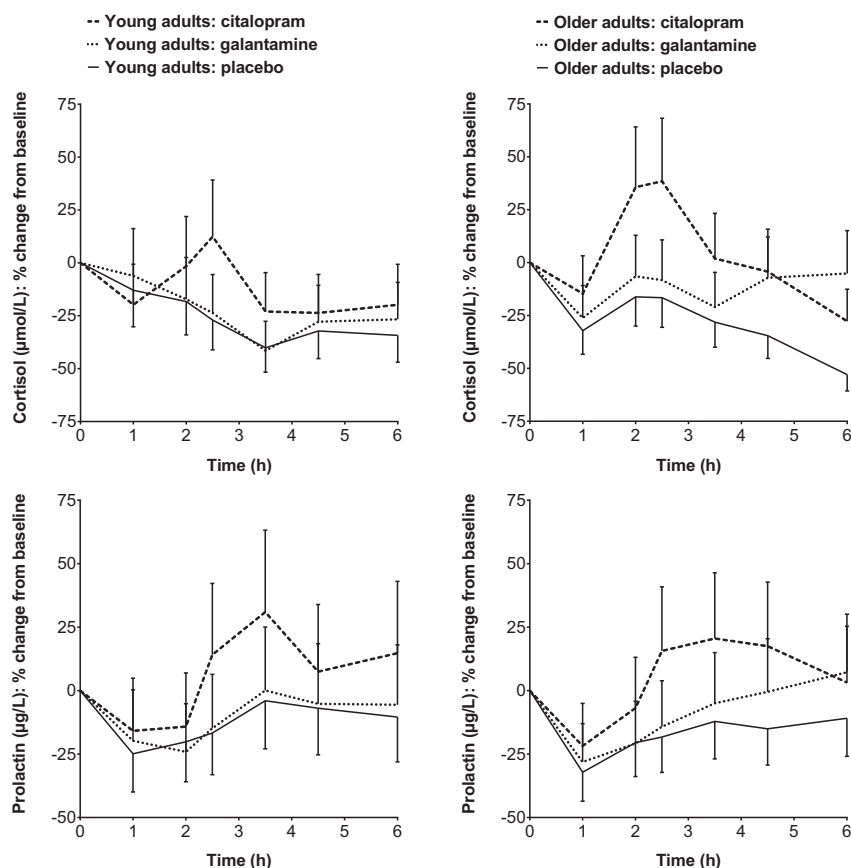 Young adults: citalopram
Young adults: galantamine
Young adults: placebo
Older adults: citalopram
Older adults: galantamine
Older adults: placebo
Cortisol (μmol/L): % change from baseline
75
50
25
0
-25
-50
-75
0 1 2 3 4 5 6
Time (h)
Cortisol (μmol/L): % change from baseline
75
50
25
0
-25
-50
-75
0 1 2 3 4 5 6
Time (h)
Prolactin (μg/L): % change from baseline
75
50
25
0
-25
-50
0 1 2 3 4 5 6
Time (h)
Prolactin (μg/L): % change from baseline
75
50
25
0
-25
-50
0 1 2 3 4 5 6
Time (h)